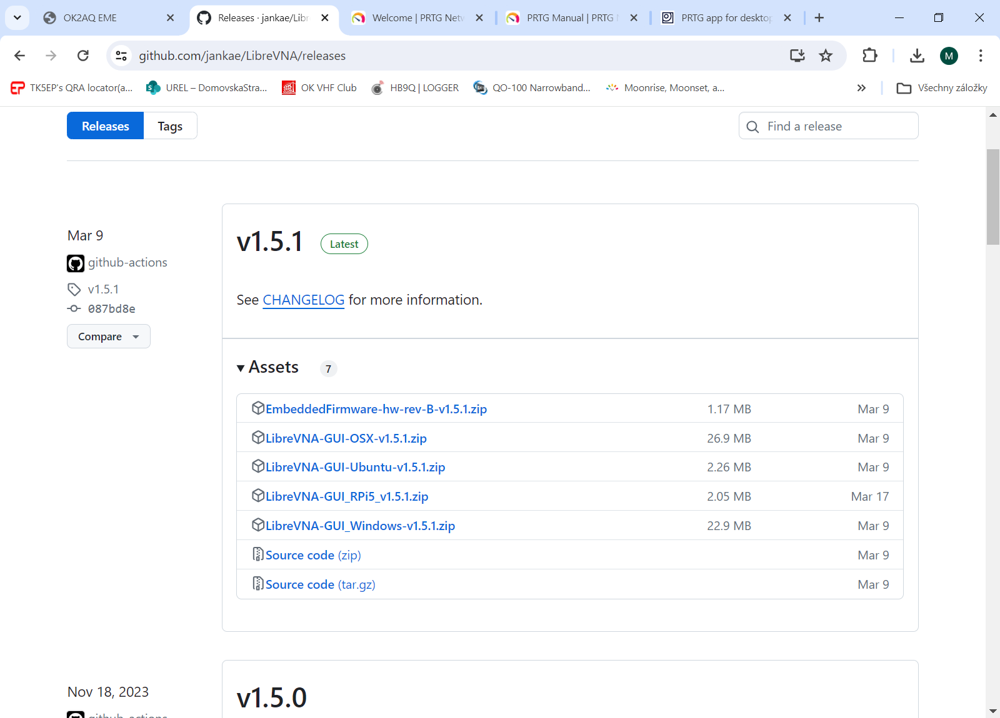 OK2AQ EME
Releases · jankae/Libr
Welcome | PRTG Netw
PRTG Manual | PRTG
PRTG app for desktop
github.com/jankae/LibreVNA/releases
M
TK5EP's QRA locator(a...
UREL – DomovskaStra...
OK VHF Club
HB9Q | LOGGER
QO-100 Narrowband...
Moonrise, Moonset, a...
Všechny záložky
Releases
Tags
Find a release
Mar 9
github-actions
v1.5.1
087bd8e
Compare
v1.5.1 Latest
See CHANGELOG for more information.
Assets 7
EmbeddedFirmware-hw-rev-B-v1.5.1.zip 1.17 MB Mar 9
LibreVNA-GUI-OSX-v1.5.1.zip 26.9 MB Mar 9
LibreVNA-GUI-Ubuntu-v1.5.1.zip 2.26 MB Mar 9
LibreVNA-GUI_RPi5_v1.5.1.zip 2.05 MB Mar 17
LibreVNA-GUI_Windows-v1.5.1.zip 22.9 MB Mar 9
Source code (zip) Mar 9
Source code (tar.gz) Mar 9
Nov 18, 2023
github-actions
v1.5.0